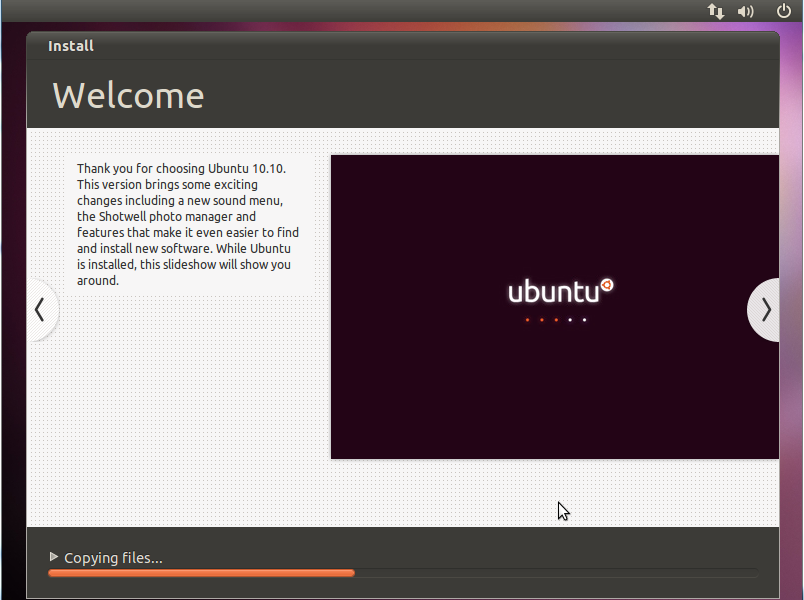 Install
Welcome
Thank you for choosing Ubuntu 10.10.
This version brings some exciting
changes including a new sound menu,
the Shotwell photo manager and
features that make it even easier to find
and install new software. While Ubuntu
is installed, this slideshow will show you
around.
ubuntu
Copying files...